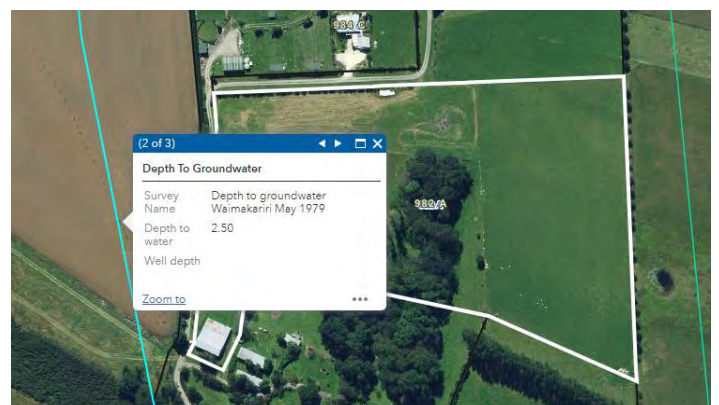 984 C
(2 of 3)
Depth To Groundwater
Survey Name Depth to groundwater
Waimakariri May 1979
Depth to water 2.50
Well depth
982/A
Zoom to